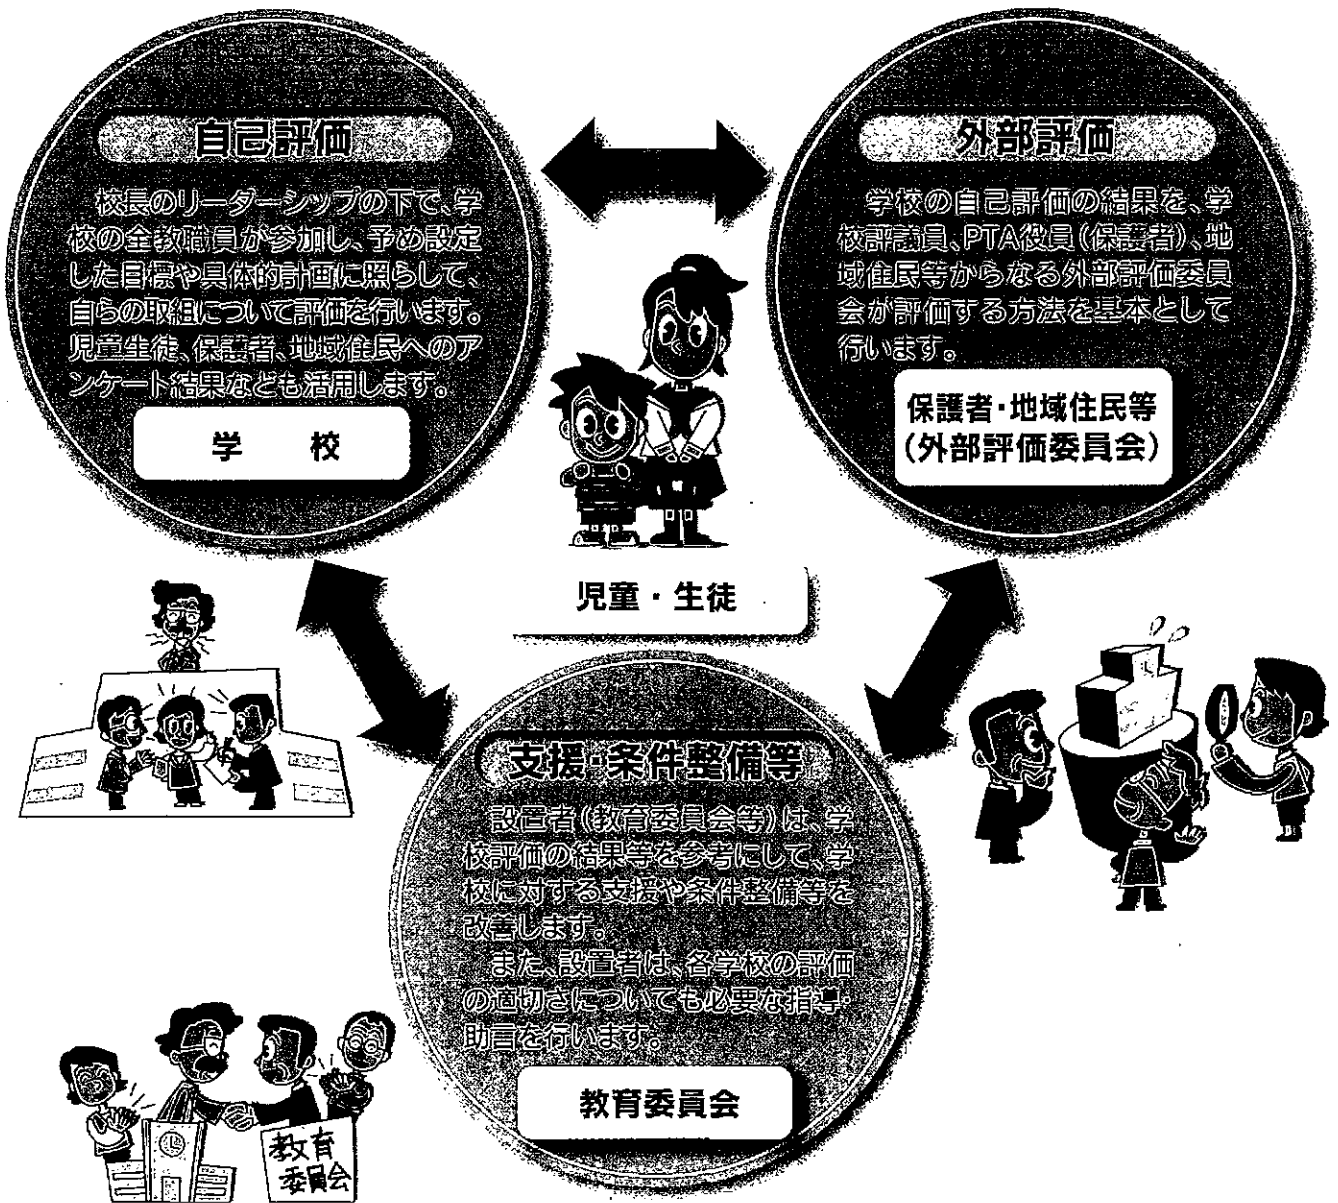 自己評価
校長のリーダーシップの下で、学
校の全教職員が参加し、予め設定
した目標や具体的計画に照らして、
自らの取組について評価を行います。
児童生徒、保護者、地域住民へのア
ンケート結果なども活用します。
学 校
外部評価
学校の自己評価の結果を、学
校評議員、PTA役員(保護者)、地
域住民等からなる外部評価委員
会が評価する方法を基本として
行います。
保護者・地域住民等
(外部評価委員会)
児童・生徒
支援・条件整備等
設置者(教育委員会等)は、学
校評価の結果等を参考にして、学
校に対する支援や条件整備等を
改善します。
また、設置者は、各学校の評価
の適切さについても必要な指導・
助言を行います。
教育委員会
教育
委員会